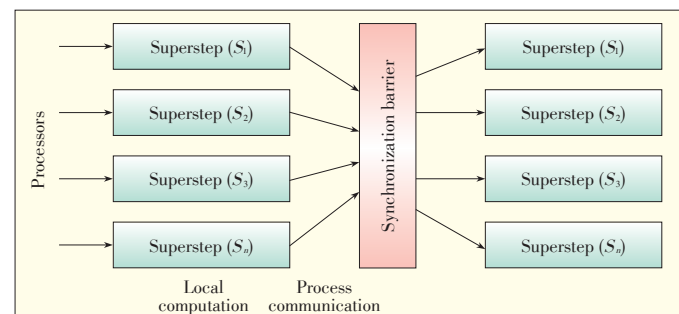 Processors
Superstep (S₁)
Superstep (S₂)
Superstep (S₃)
Superstep (Sₙ)
Local
computation
Process
communication
Synchronization barrier
Superstep (S₁)
Superstep (S₂)
Superstep (S₃)
Superstep (Sₙ)